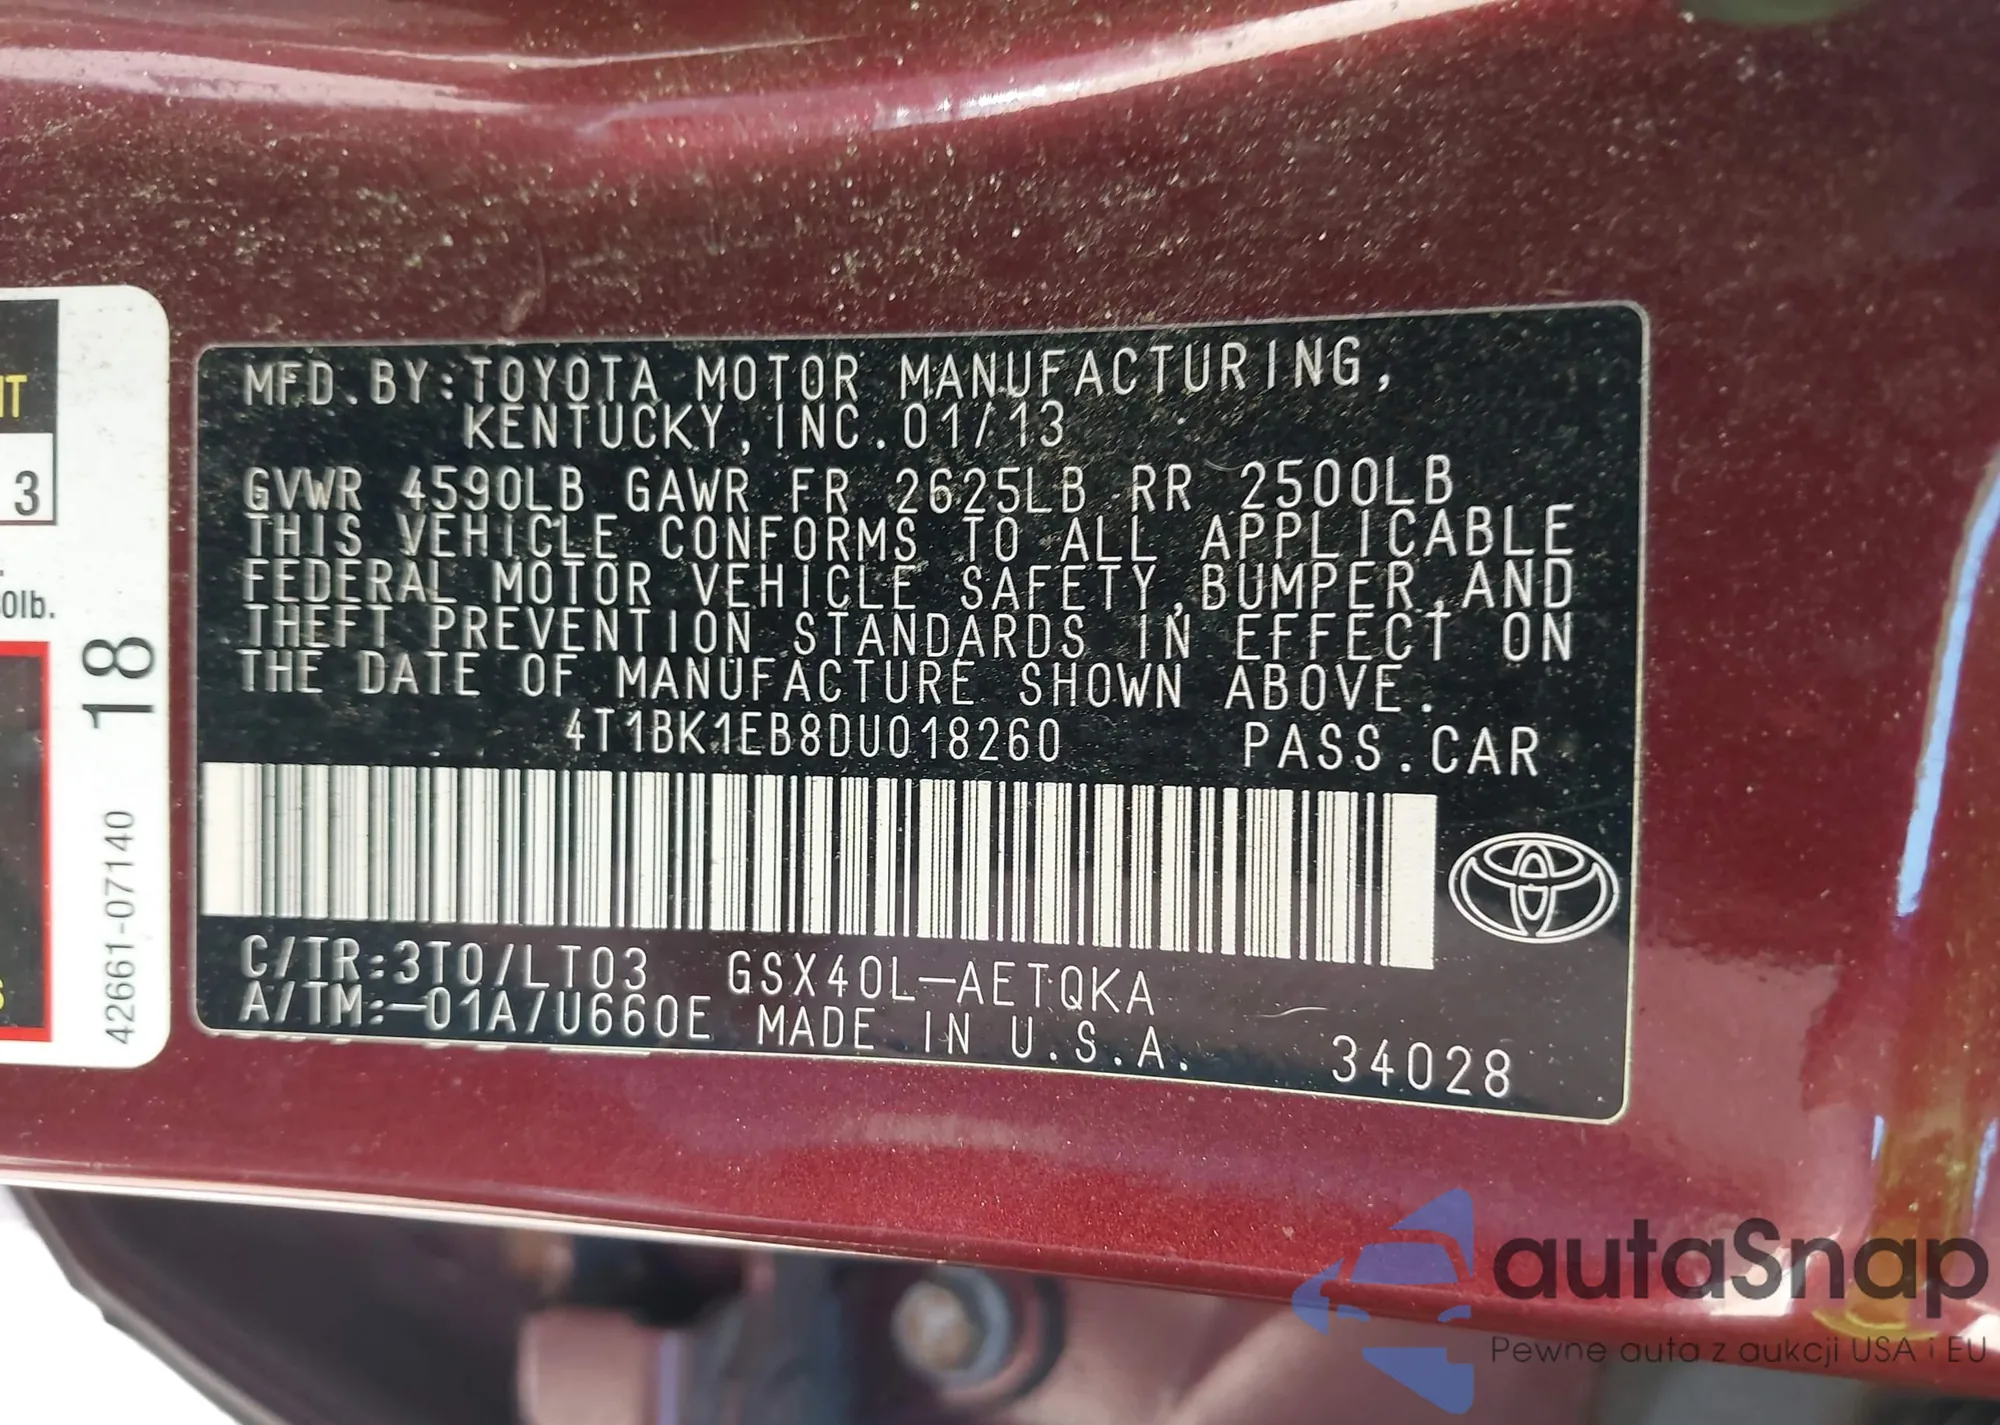 MFD.BY:TOYOTA MOTOR MANUFACTURING,
KENTUCKY,INC.01/13
GVWR 4590LB GAWR FR 2625LB RR 2500LB
THIS VEHICLE CONFORMS TO ALL APPLICABLE
FEDERAL MOTOR VEHICLE SAFETY,BUMPER,AND
THEFT PREVENTION STANDARDS IN EFFECT ON
THE DATE OF MANUFACTURE SHOWN ABOVE.
4T1BK1EB8DU018260 PASS.CAR
C/TR:3T0/LT03 GSX40L-AETQKA
A/TM:-01A/U660E MADE IN U.S.A. 34028
3
0lb.
18
42661-07140
autaSnap
Pewne auta z aukcji USA i EU